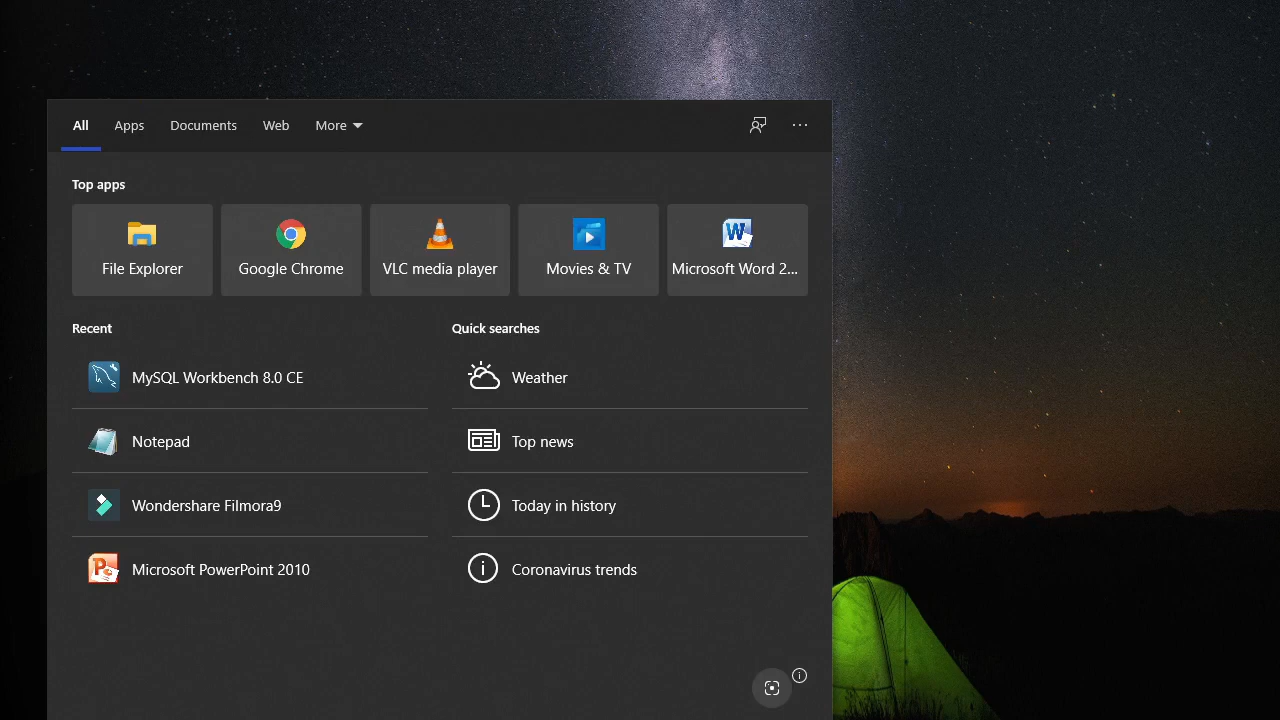 All Apps Documents Web More
Top apps
File Explorer Google Chrome VLC media player Movies & TV Microsoft Word 2...
Recent Quick searches
MySQL Workbench 8.0 CE Weather
Notepad Top news
Wondershare Filmora9 Today in history
Microsoft PowerPoint 2010 Coronavirus trends